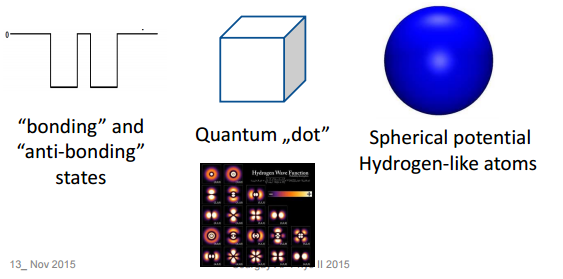 0
“bonding” and
“anti-bonding”
states
Quantum „dot”
Spherical potential
Hydrogen-like atoms
Hydrogen Wave Function
13_ Nov 2015
II 2015